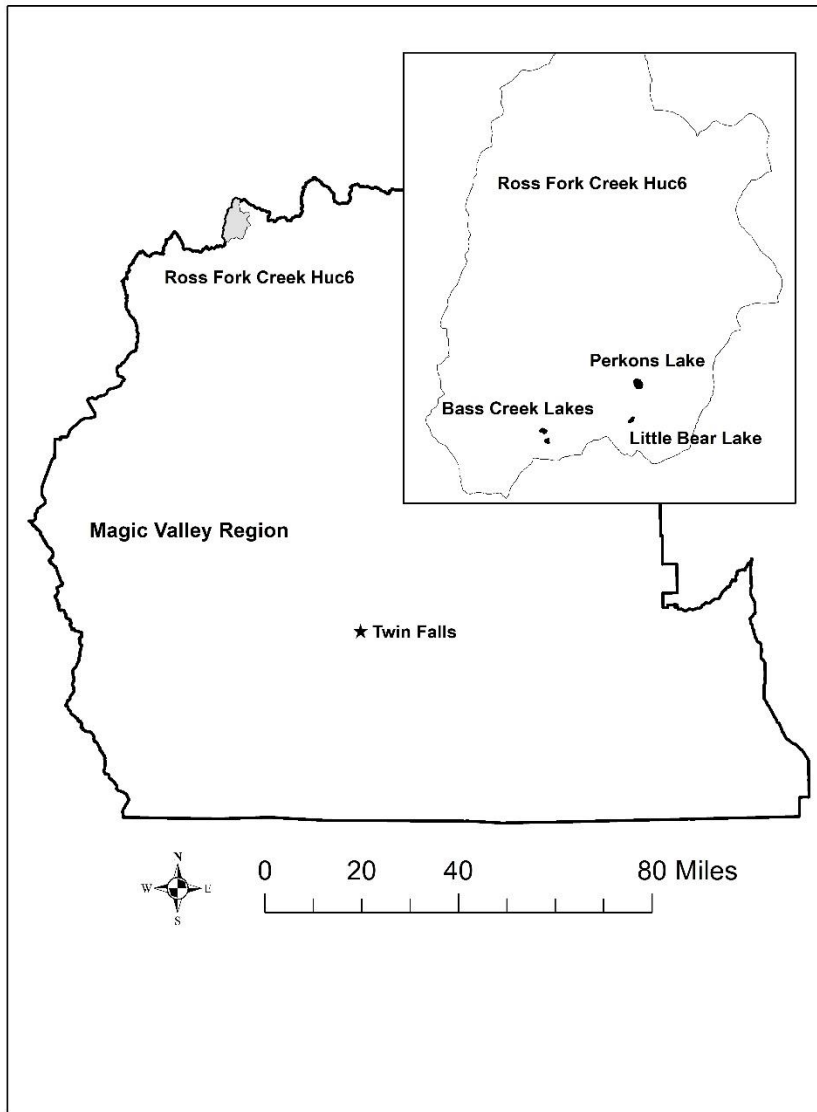 Ross Fork Creek Huc6
Ross Fork Creek Huc6
Perkons Lake
Bass Creek Lakes
Little Bear Lake
Magic Valley Region
Twin Falls
N
W E
S
0 20 40 80 Miles